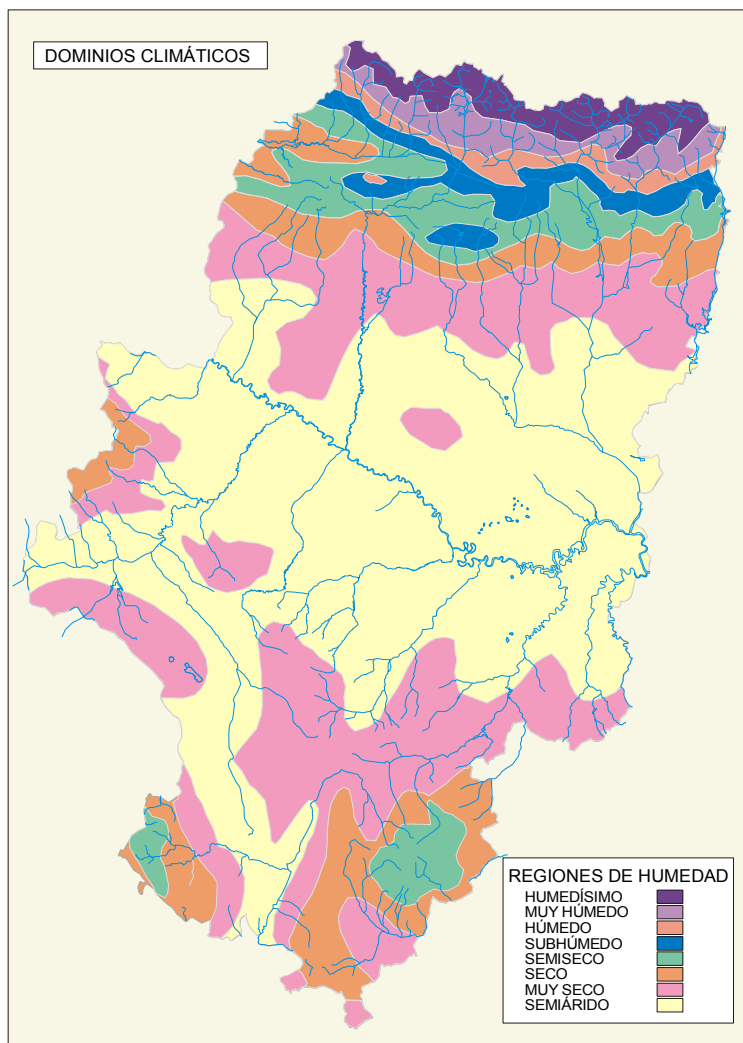 DOMINIOS CLIMÁTICOS
REGIONES DE HUMEDAD
HUMEDÍSIMO
MUY HÚMEDO
HÚMEDO
SUBHÚMEDO
SEMISECO
SECO
MUY SECO
SEMIÁRIDO